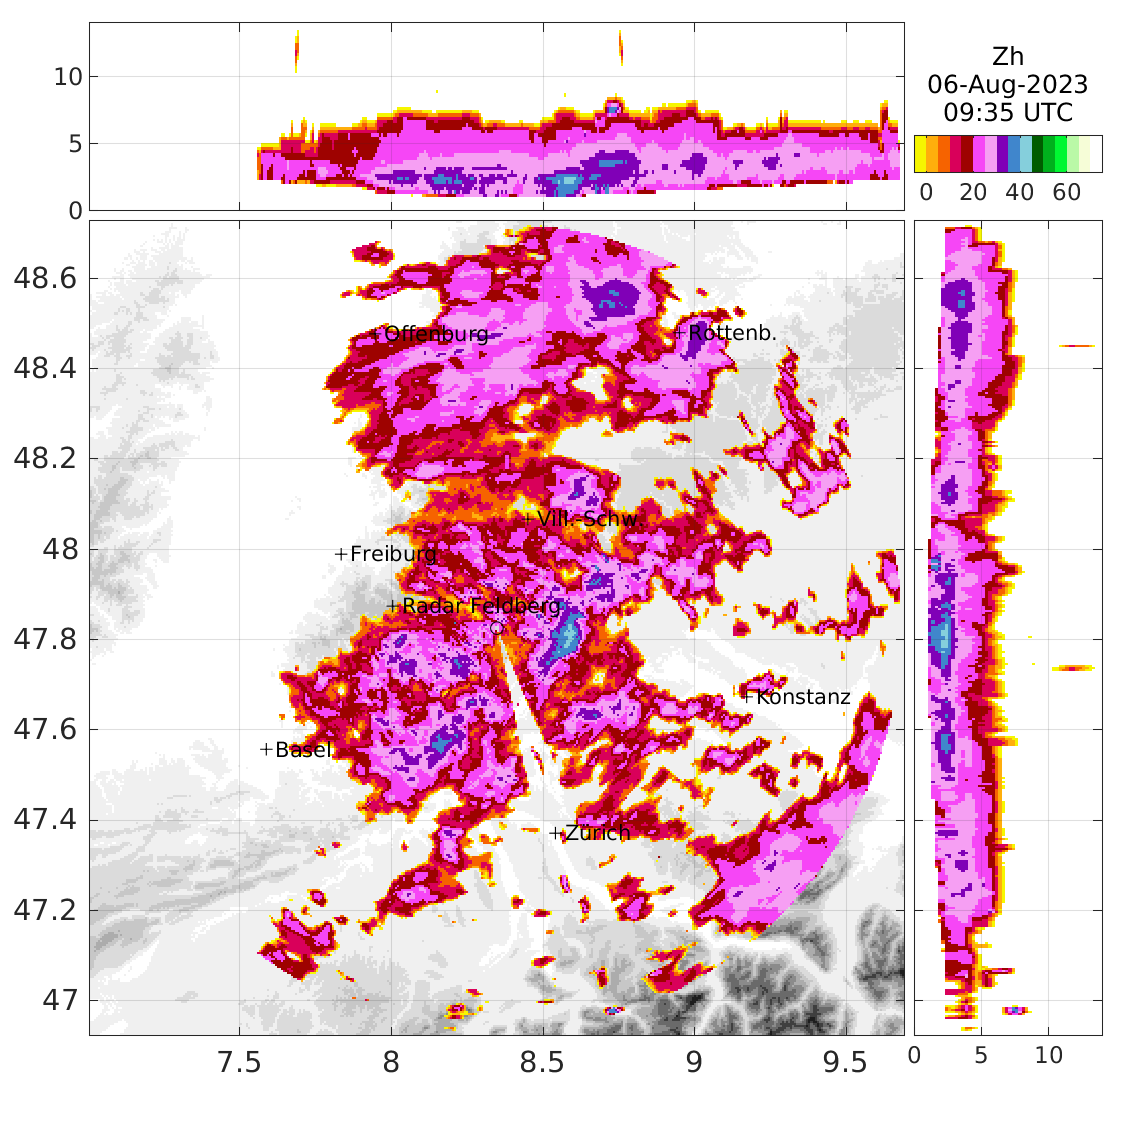 Zh
06-Aug-2023
09:35 UTC
0 20 40 60
10
5
0
48.6
48.4
48.2
48
47.8
47.6
47.4
47.2
47
+Offenburg
+Rottenb.
+Vill.-Schw.
+Freiburg
+Radar Feldberg
+Konstanz
+Basel
+Zürich
7.5 8 8.5 9 9.5
0 5 10